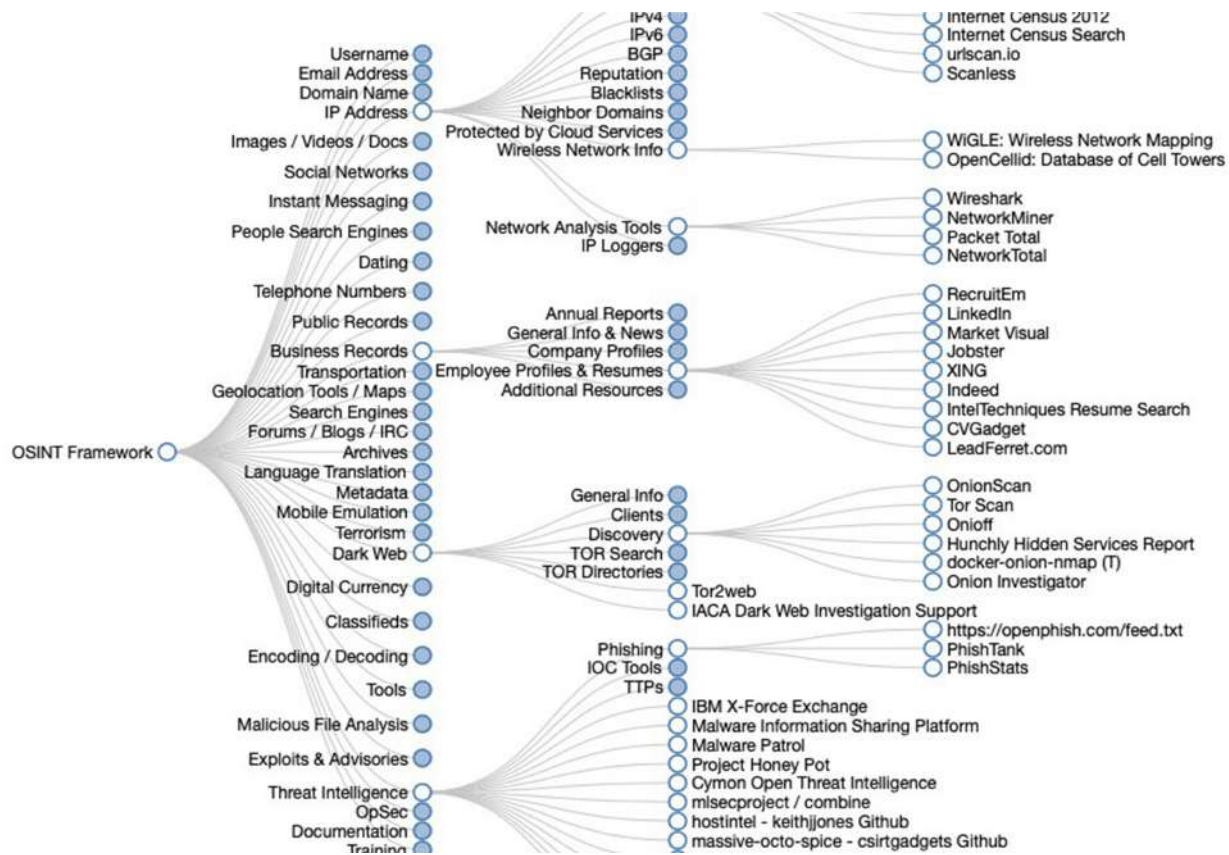 OSINT Framework
Username
Email Address
Domain Name
IP Address
Images / Videos / Docs
Social Networks
Instant Messaging
People Search Engines
Dating
Telephone Numbers
Public Records
Business Records
Transportation
Geolocation Tools / Maps
Search Engines
Forums / Blogs / IRC
Archives
Language Translation
Metadata
Mobile Emulation
Terrorism
Dark Web
Digital Currency
Classifieds
Encoding / Decoding
Tools
Malicious File Analysis
Exploits & Advisories
Threat Intelligence
OpSec
Documentation
Training
IPv4
IPv6
BGP
Reputation
Blacklists
Neighbor Domains
Protected by Cloud Services
Wireless Network Info
Network Analysis Tools
IP Loggers
Annual Reports
General Info & News
Company Profiles
Employee Profiles & Resumes
Additional Resources
General Info
Clients
Discovery
TOR Search
TOR Directories
Tor2web
IACA Dark Web Investigation Support
Phishing
IOC Tools
TTPs
IBM X-Force Exchange
Malware Information Sharing Platform
Malware Patrol
Project Honey Pot
Cymon Open Threat Intelligence
mlsecproject / combine
hostintel - keithjjones Github
massive-octo-spice - csirtgadgets Github
Internet Census 2012
Internet Census Search
urlscan.io
Scanless
WiGLE: Wireless Network Mapping
OpenCellid: Database of Cell Towers
Wireshark
NetworkMiner
Packet Total
NetworkTotal
RecruitEm
LinkedIn
Market Visual
Jobster
XING
Indeed
IntelTechniques Resume Search
CVGadget
LeadFerret.com
OnionScan
Tor Scan
Onioff
Hunchly Hidden Services Report
docker-onion-nmap (T)
Onion Investigator
https://openphish.com/feed.txt
PhishTank
PhishStats